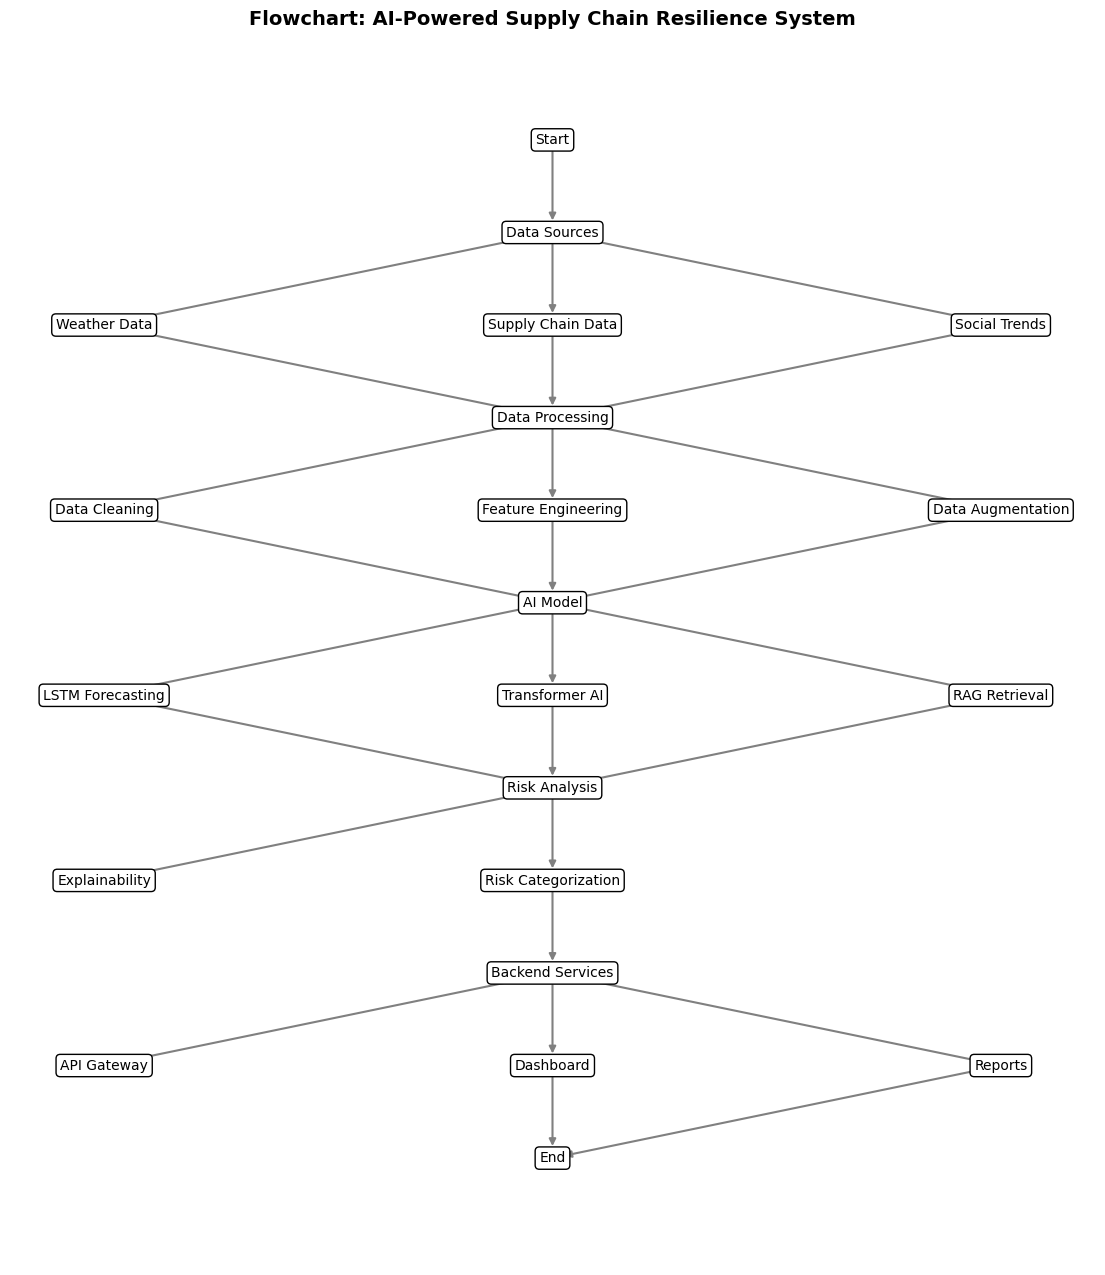 Flowchart: AI-Powered Supply Chain Resilience System
Start
Data Sources
Weather Data
Supply Chain Data
Social Trends
Data Processing
Data Cleaning
Feature Engineering
Data Augmentation
AI Model
LSTM Forecasting
Transformer AI
RAG Retrieval
Risk Analysis
Explainability
Risk Categorization
Backend Services
API Gateway
Dashboard
Reports
End